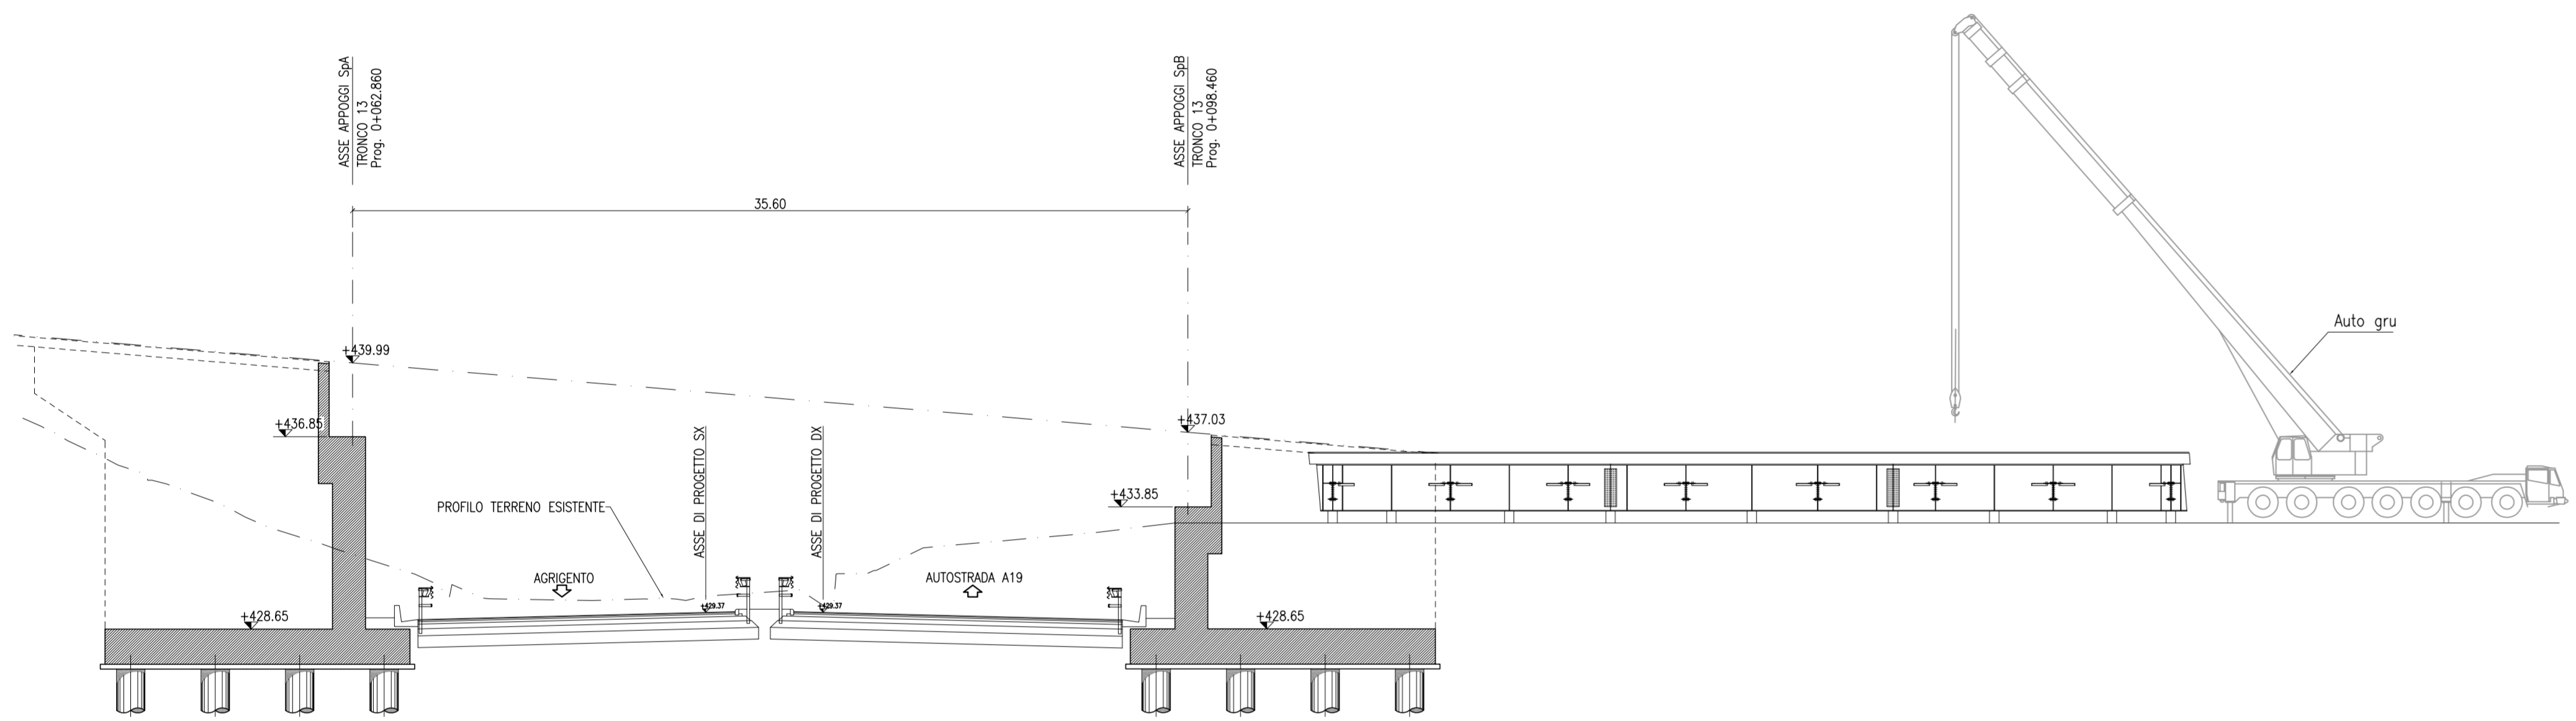 ASSE APPOGGI SpA
TRONCO 13
Prog. 0+062.860
ASSE APPOGGI SpB
TRONCO 13
Prog. 0+098.460
35.60
Auto gru
+439.99
+436.85
+437.03
+433.85
PROFILO TERRENO ESISTENTE
ASSE DI PROGETTO SX
ASSE DI PROGETTO DX
AGRIGENTO
AUTOSTRADA A19
+429.37
+429.37
+428.65
+428.65